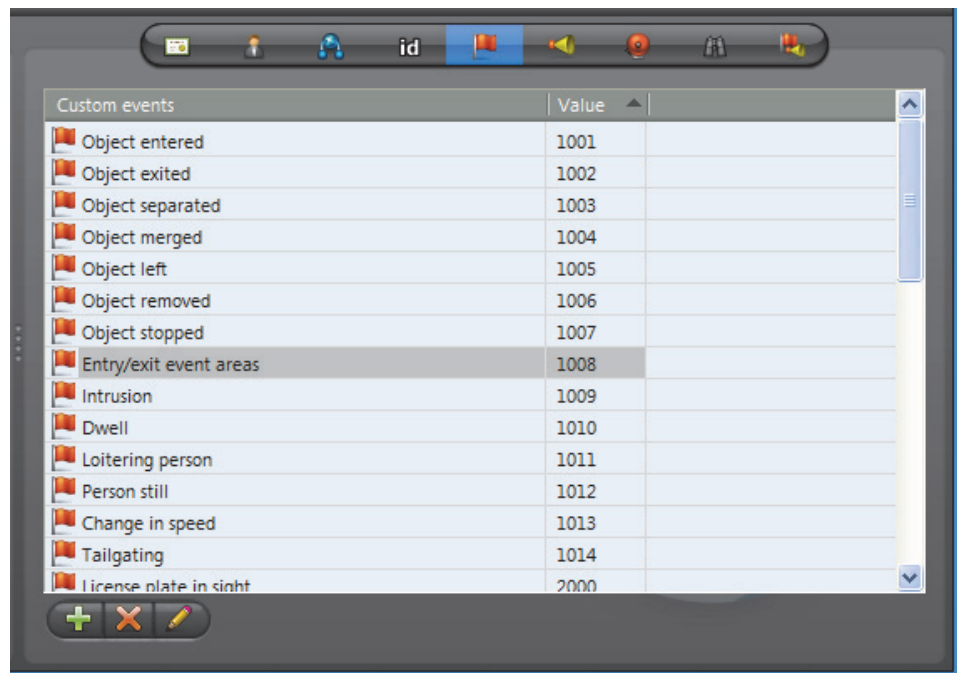 id
Custom events Value
Object entered 1001
Object exited 1002
Object separated 1003
Object merged 1004
Object left 1005
Object removed 1006
Object stopped 1007
Entry/exit event areas 1008
Intrusion 1009
Dwell 1010
Loitering person 1011
Person still 1012
Change in speed 1013
Tailgating 1014
License plate in sight 2000